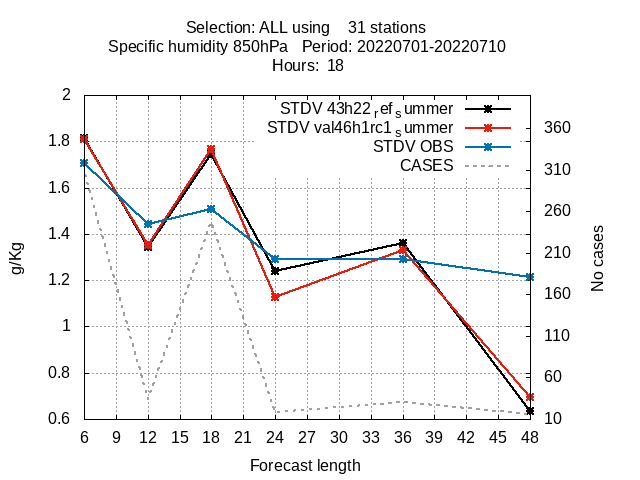 Selection: ALL using 31 stations
Specific humidity 850hPa Period: 20220701-20220710
Hours: 18
STDV 43h22ᵣefₛummer
STDV val46h1rc1ₛummer
STDV OBS
CASES
2
1.8
1.6
1.4
1.2
1
0.8
0.6
g/Kg
360
310
260
210
160
110
60
10
No cases
6 9 12 15 18 21 24 27 30 33 36 39 42 45 48
Forecast length